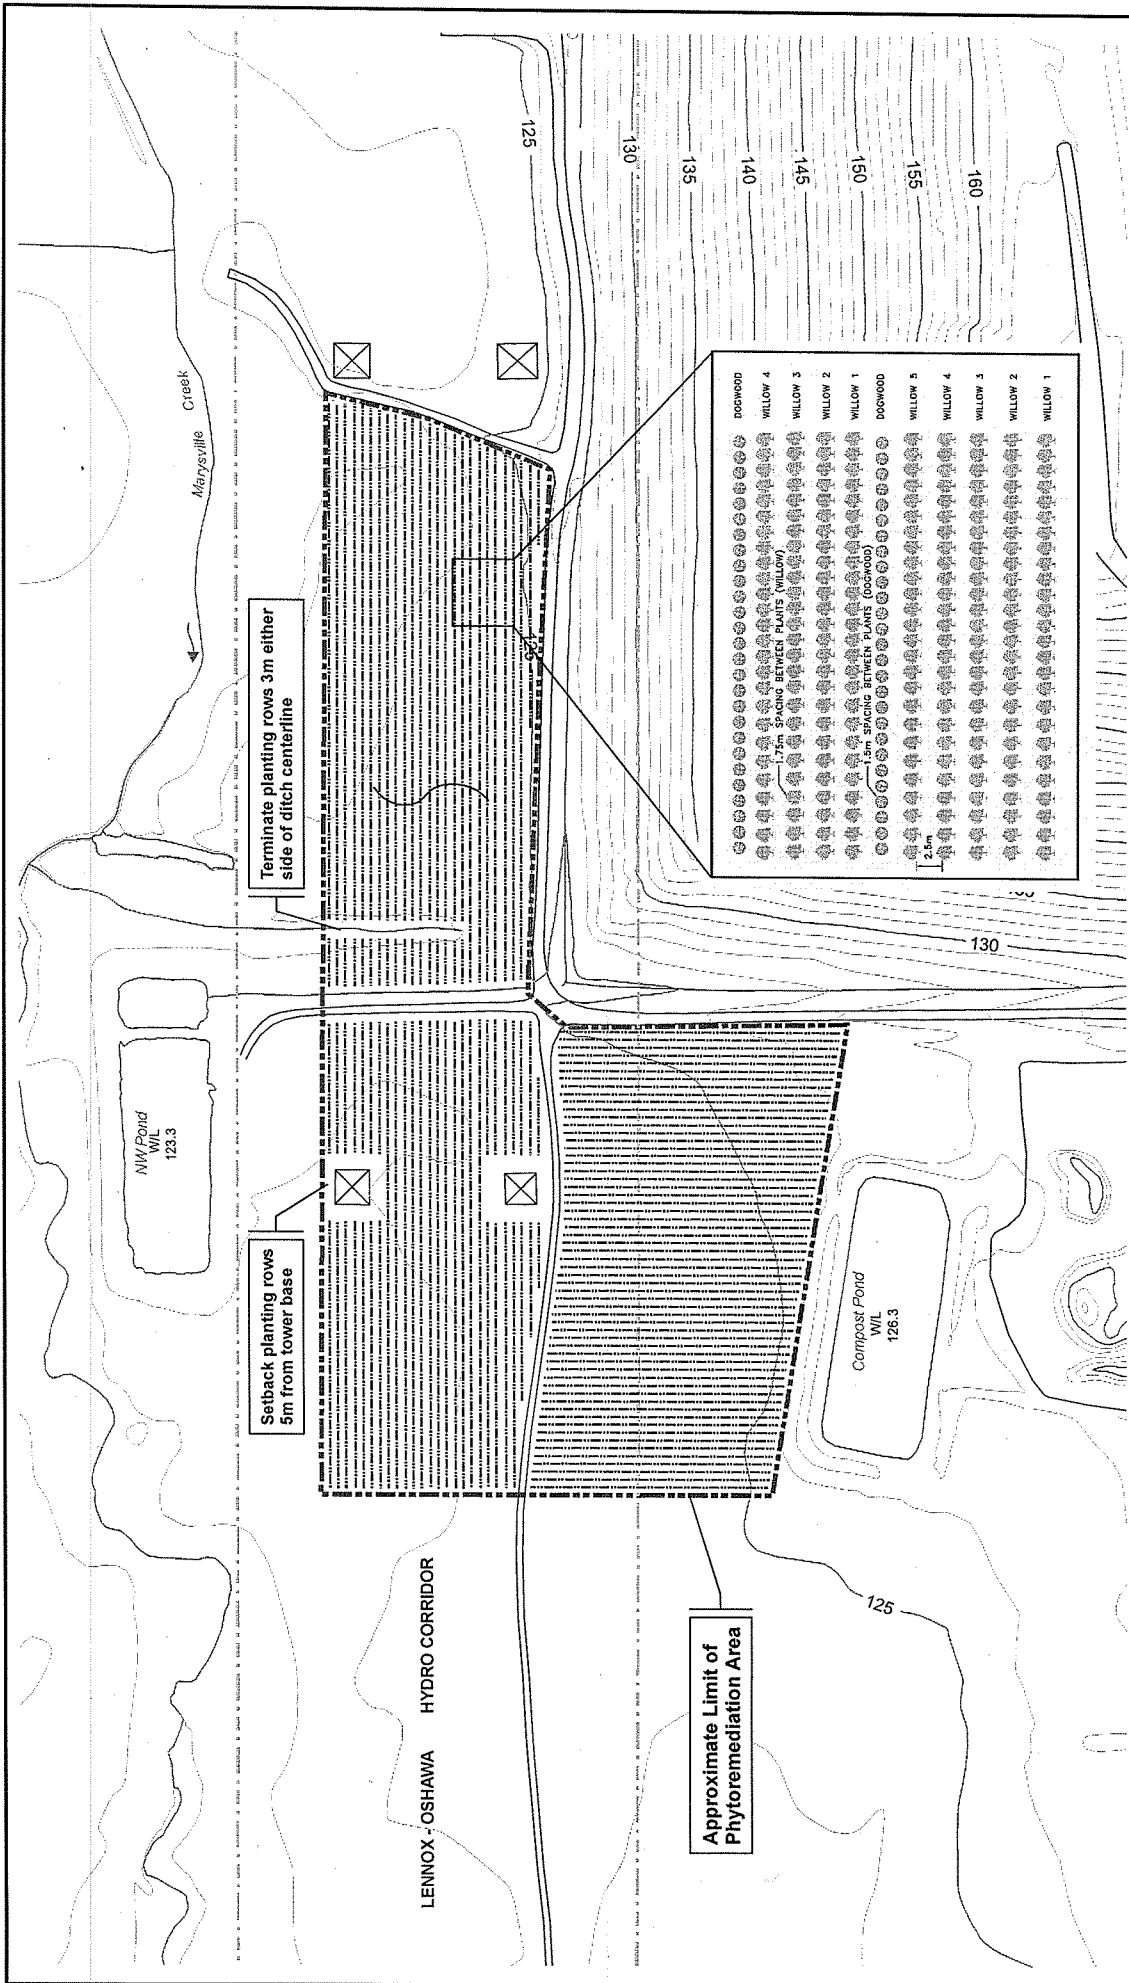 Marysville Creek
Terminate planting rows 3m either
side of ditch centerline
NW Pond
W/L
123.3
Setback planting rows
5m from tower base
LENNOX - OSHAWA HYDRO CORRIDOR
Approximate Limit of
Phytoremediation Area
Compost Pond
W/L
126.3
125
125
130
135
140
145
150
155
160
130
DOGWOOD
WILLOW 4
1.75m SPACING BETWEEN PLANTS (WILLOW)
WILLOW 3
WILLOW 2
WILLOW 1
1.5m SPACING BETWEEN PLANTS (DOGWOOD)
DOGWOOD
WILLOW 5
2.5m
WILLOW 4
WILLOW 3
WILLOW 2
WILLOW 1